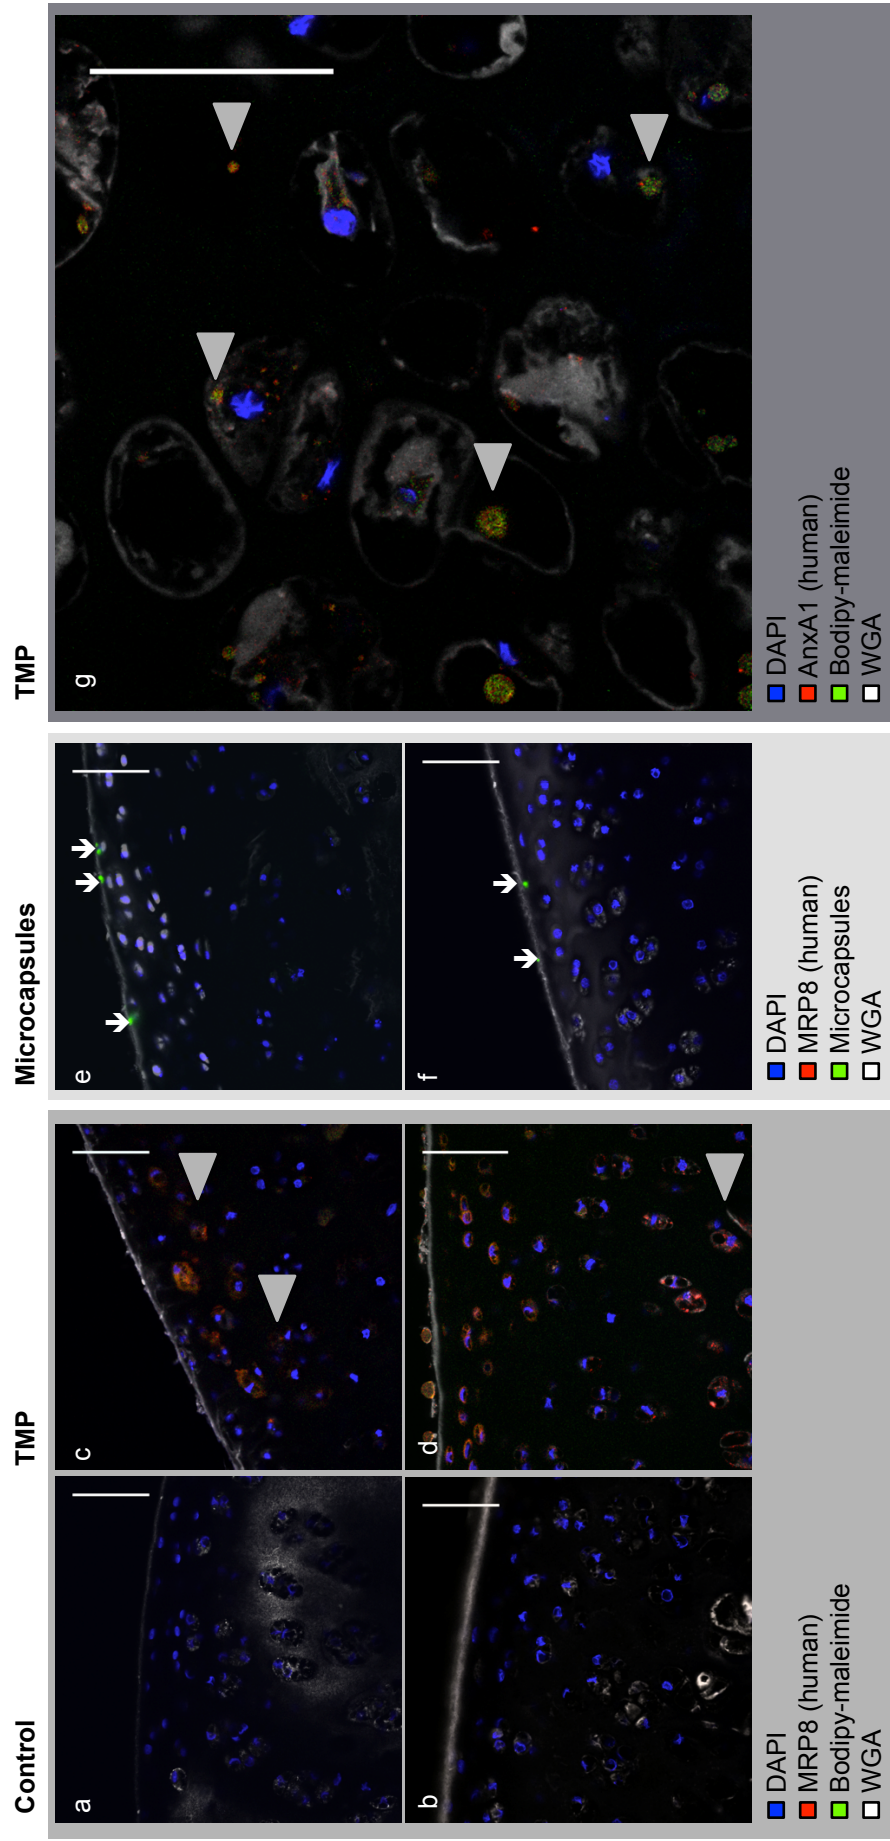 Control
TMP
Microcapsules
TMP
a
c
e
g
b
d
f
DAPI
MRP8 (human)
Bodipy-maleimide
WGA
DAPI
MRP8 (human)
Microcapsules
WGA
DAPI
AnxA1 (human)
Bodipy-maleimide
WGA